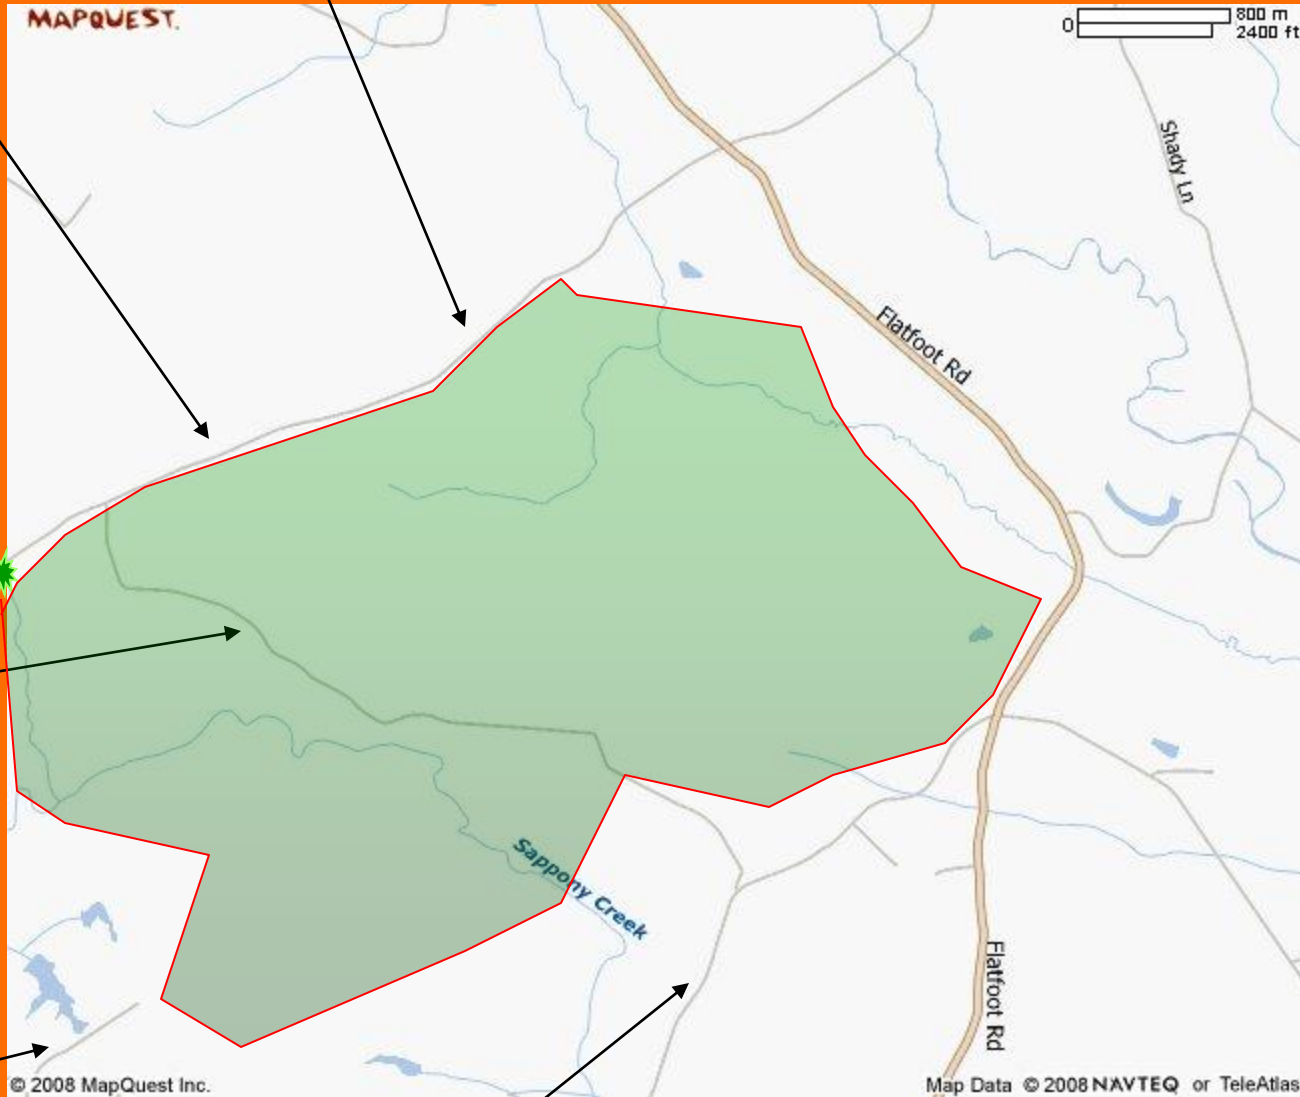 MAPQUEST.
0
800 m
2400 ft
Shady Ln
Flatfoot Rd
Sappony Creek
Flatfoot Rd
© 2008 MapQuest Inc.
Map Data © 2008 NAVTEQ or TeleAtlas